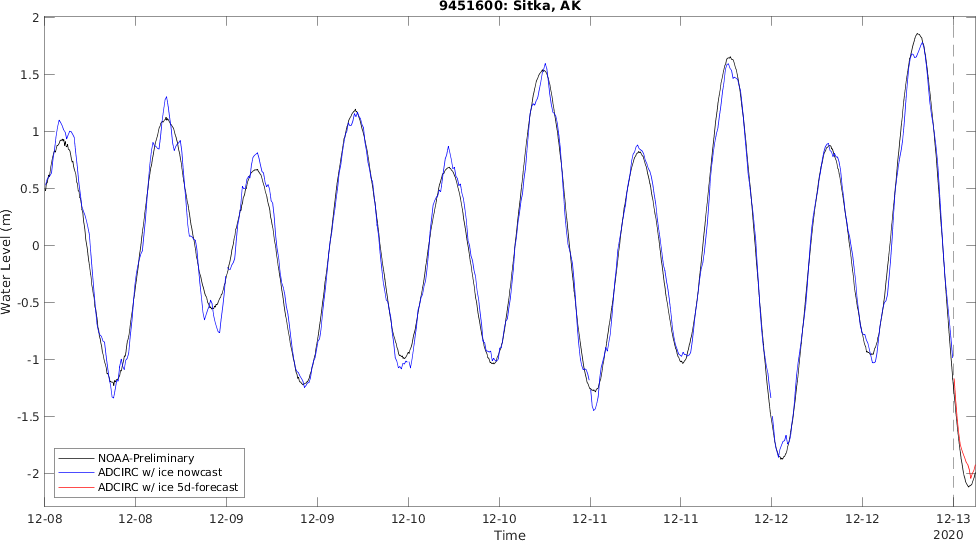 9451600: Sitka, AK
Water Level (m)
2
1.5
1
0.5
0
-0.5
-1
-1.5
-2
NOAA-Preliminary
ADCIRC w/ ice nowcast
ADCIRC w/ ice 5d-forecast
12-08 12-08 12-09 12-09 12-10 12-10 12-11 12-11 12-12 12-12 12-13
Time 2020